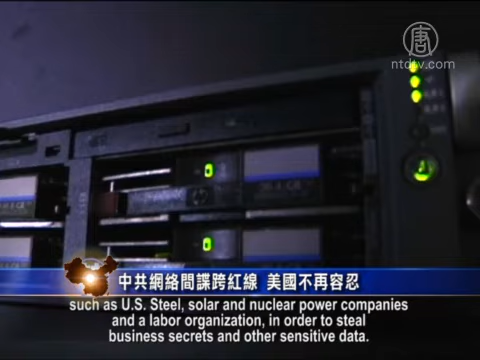 唐
ntdtv.com
中共網絡間諜跨紅線 美國不再容忍
such as U.S. Steel, solar and nuclear power companies
and a labor organization, in order to steal
business secrets and other sensitive data.